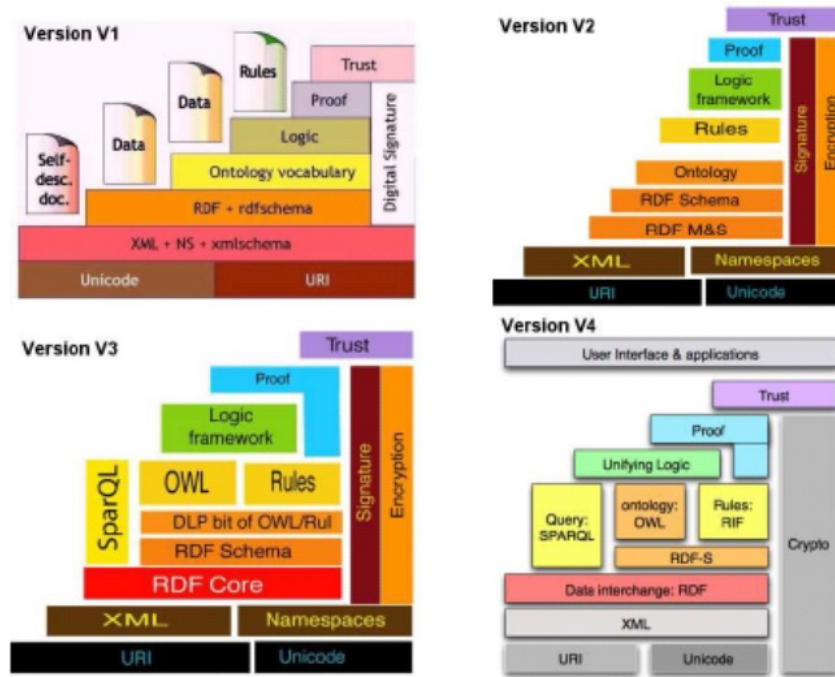 Version V1
Trust
Rules
Data
Proof
Data
Logic
Self-
desc.
doc.
Ontology vocabulary
Digital Signature
RDF + rdfschema
XML + NS + xmlschema
Unicode
URI
Version V2
Trust
Proof
Logic
framework
Rules
Signature
Encryption
Ontology
RDF Schema
RDF M&S
XML
Namespaces
URI
Unicode
Version V3
Trust
Proof
Logic
framework
SparQL
OWL
Rules
Signature
Encryption
DLP bit of OWL/Rul
RDF Schema
RDF Core
XML
Namespaces
URI
Unicode
Version V4
User Interface & applications
Trust
Proof
Unifying Logic
Query:
SPARQL
ontology:
OWL
Rules:
RIF
Crypto
RDF-S
Data interchange: RDF
XML
URI
Unicode